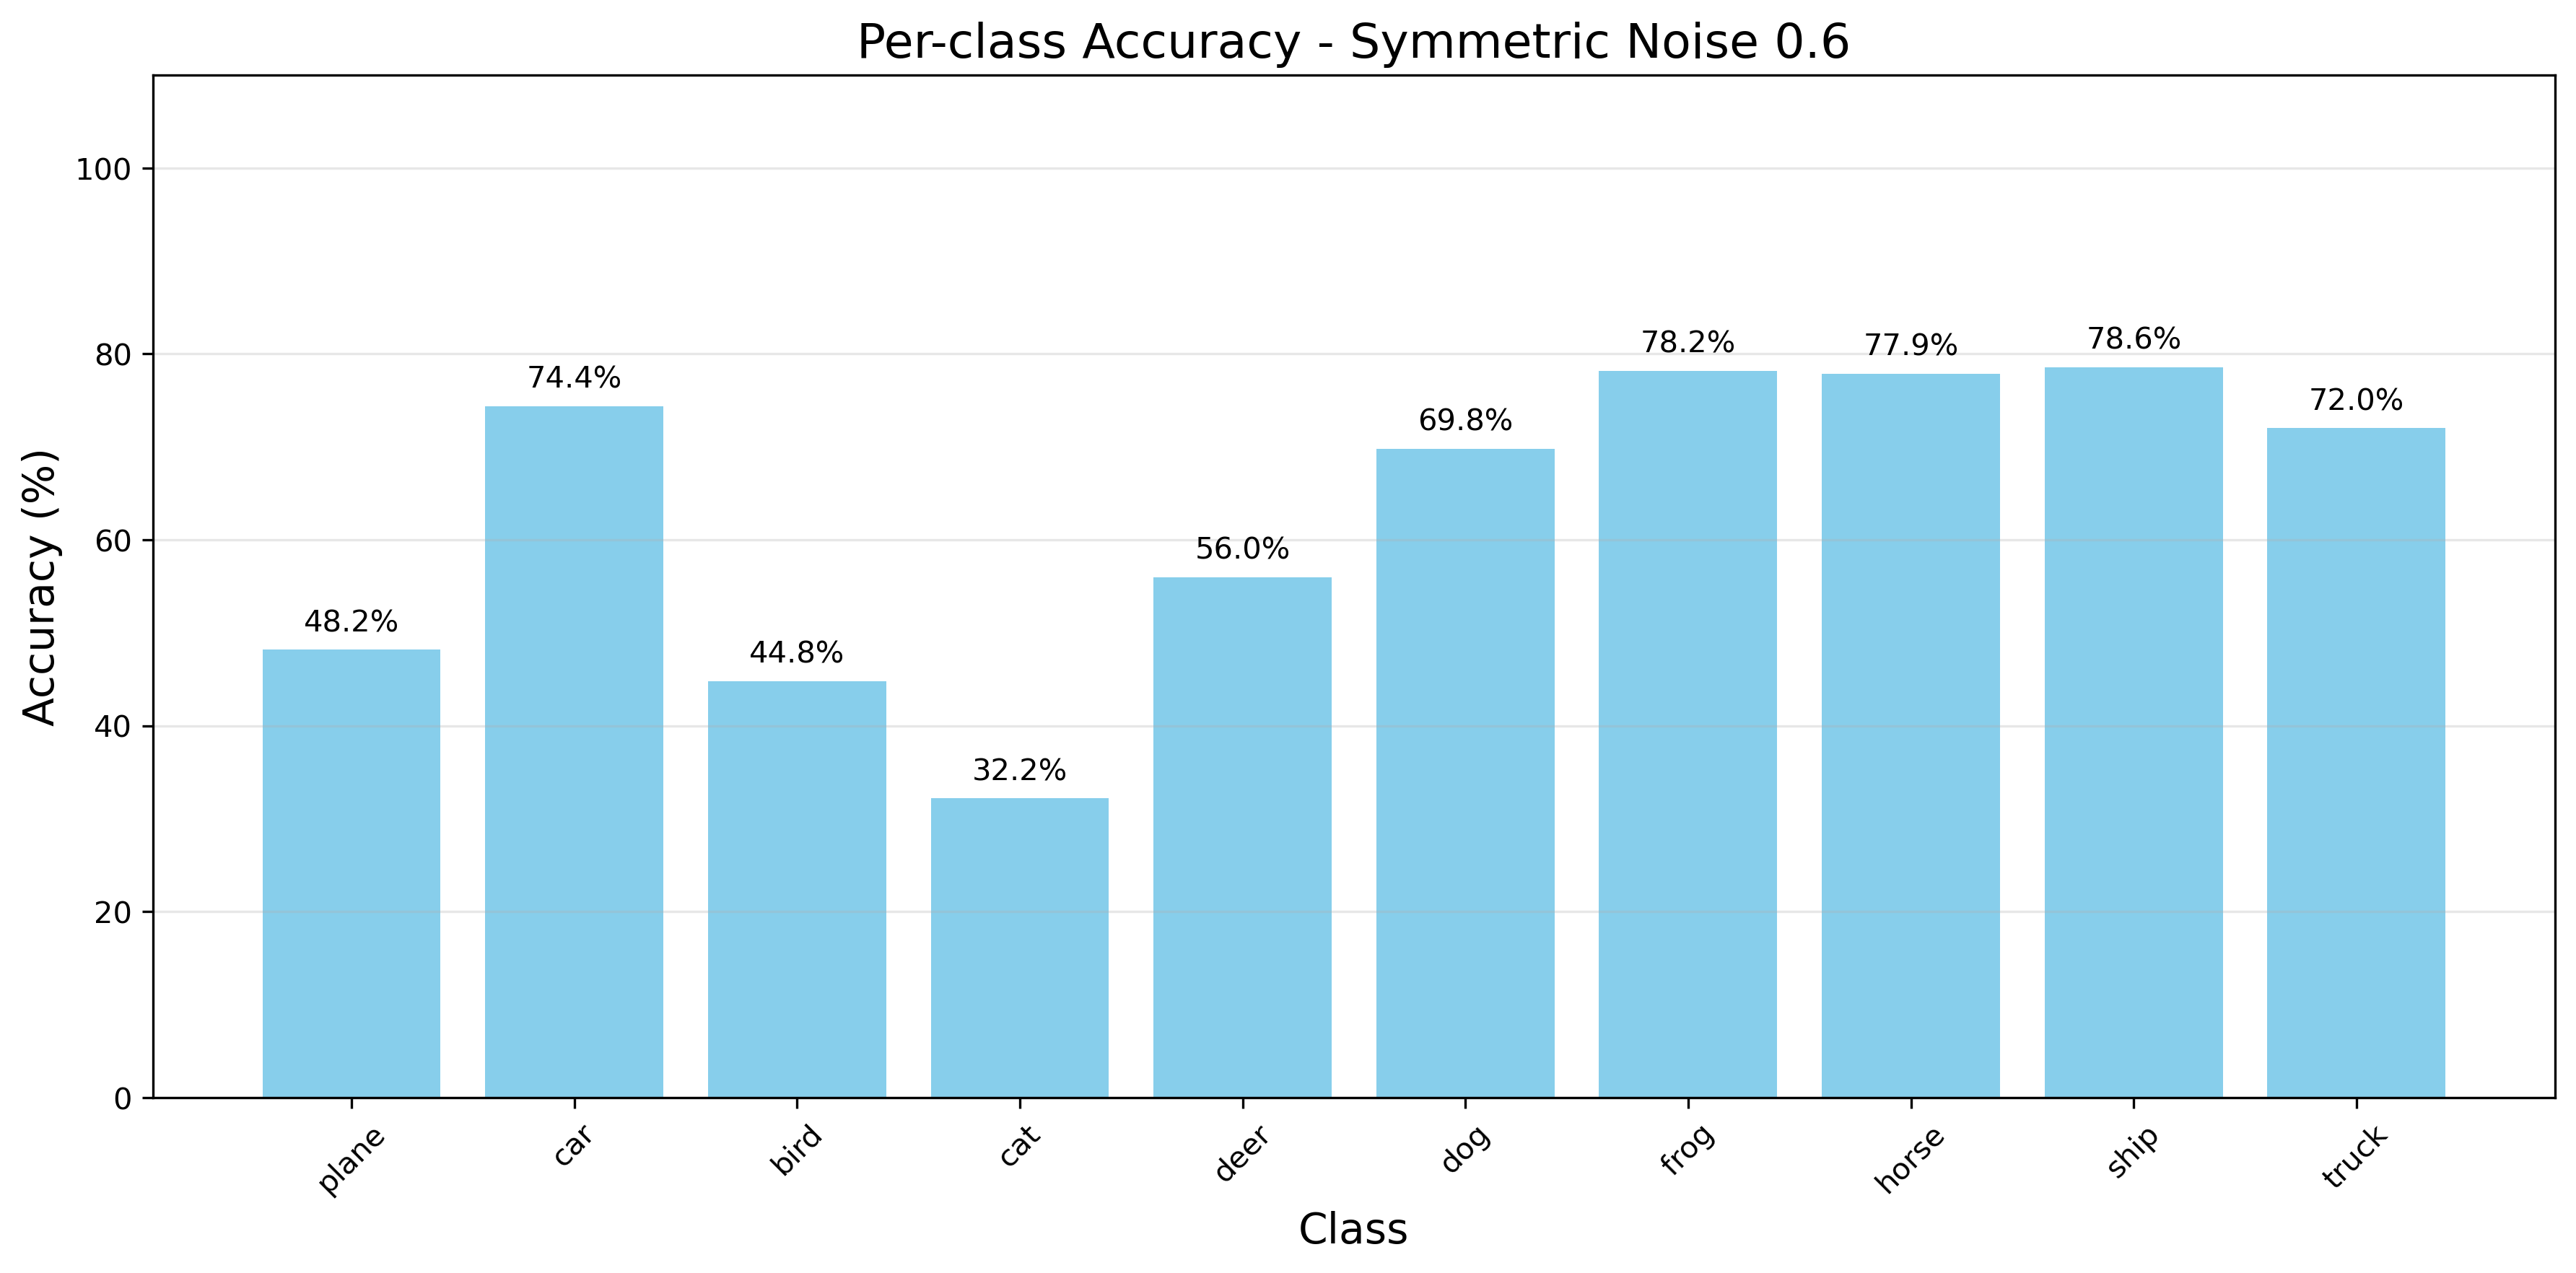 Per-class Accuracy - Symmetric Noise 0.6
Accuracy (%)
100
80
60
40
20
0
48.2%
74.4%
44.8%
32.2%
56.0%
69.8%
78.2%
77.9%
78.6%
72.0%
plane
car
bird
cat
deer
dog
frog
horse
ship
truck
Class